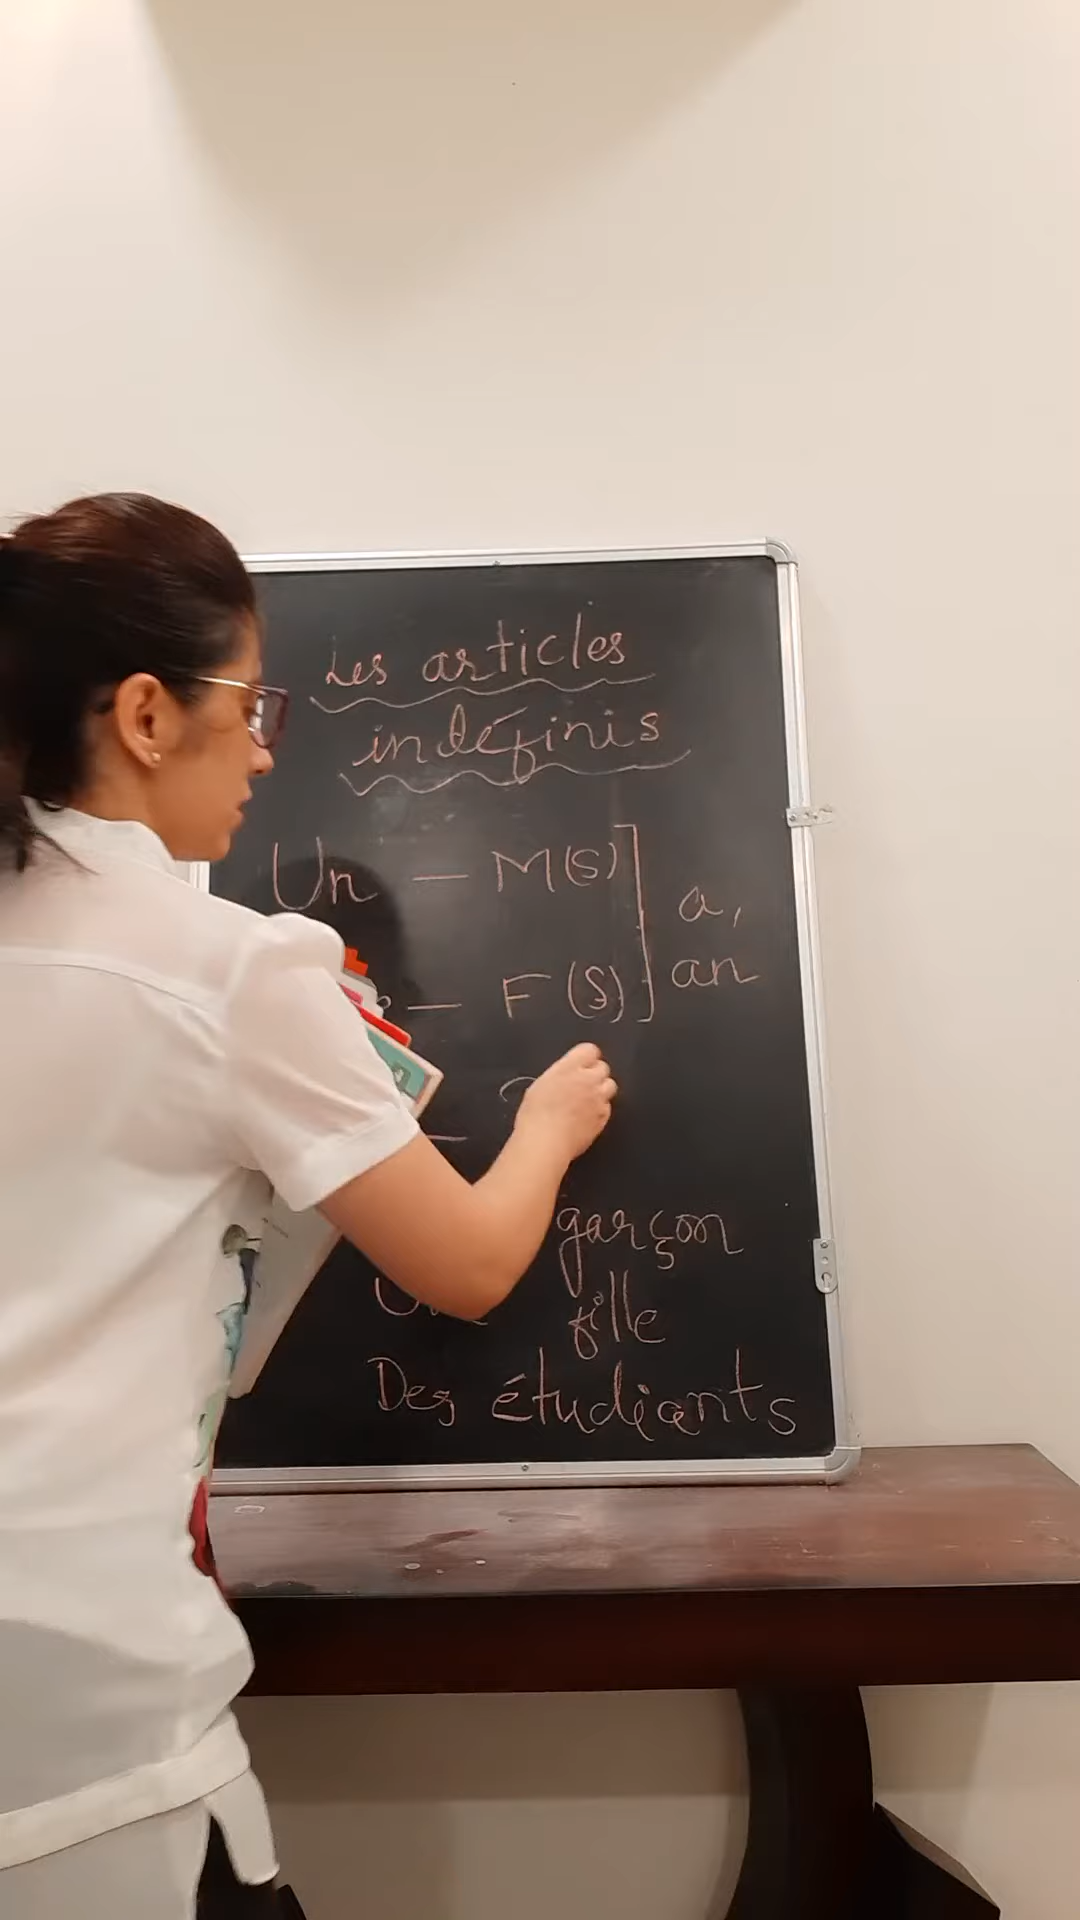 Les articles
indéfinis
Un — M(S)] a,
— F (S)] an
—
garçon
fille
Des étudiants